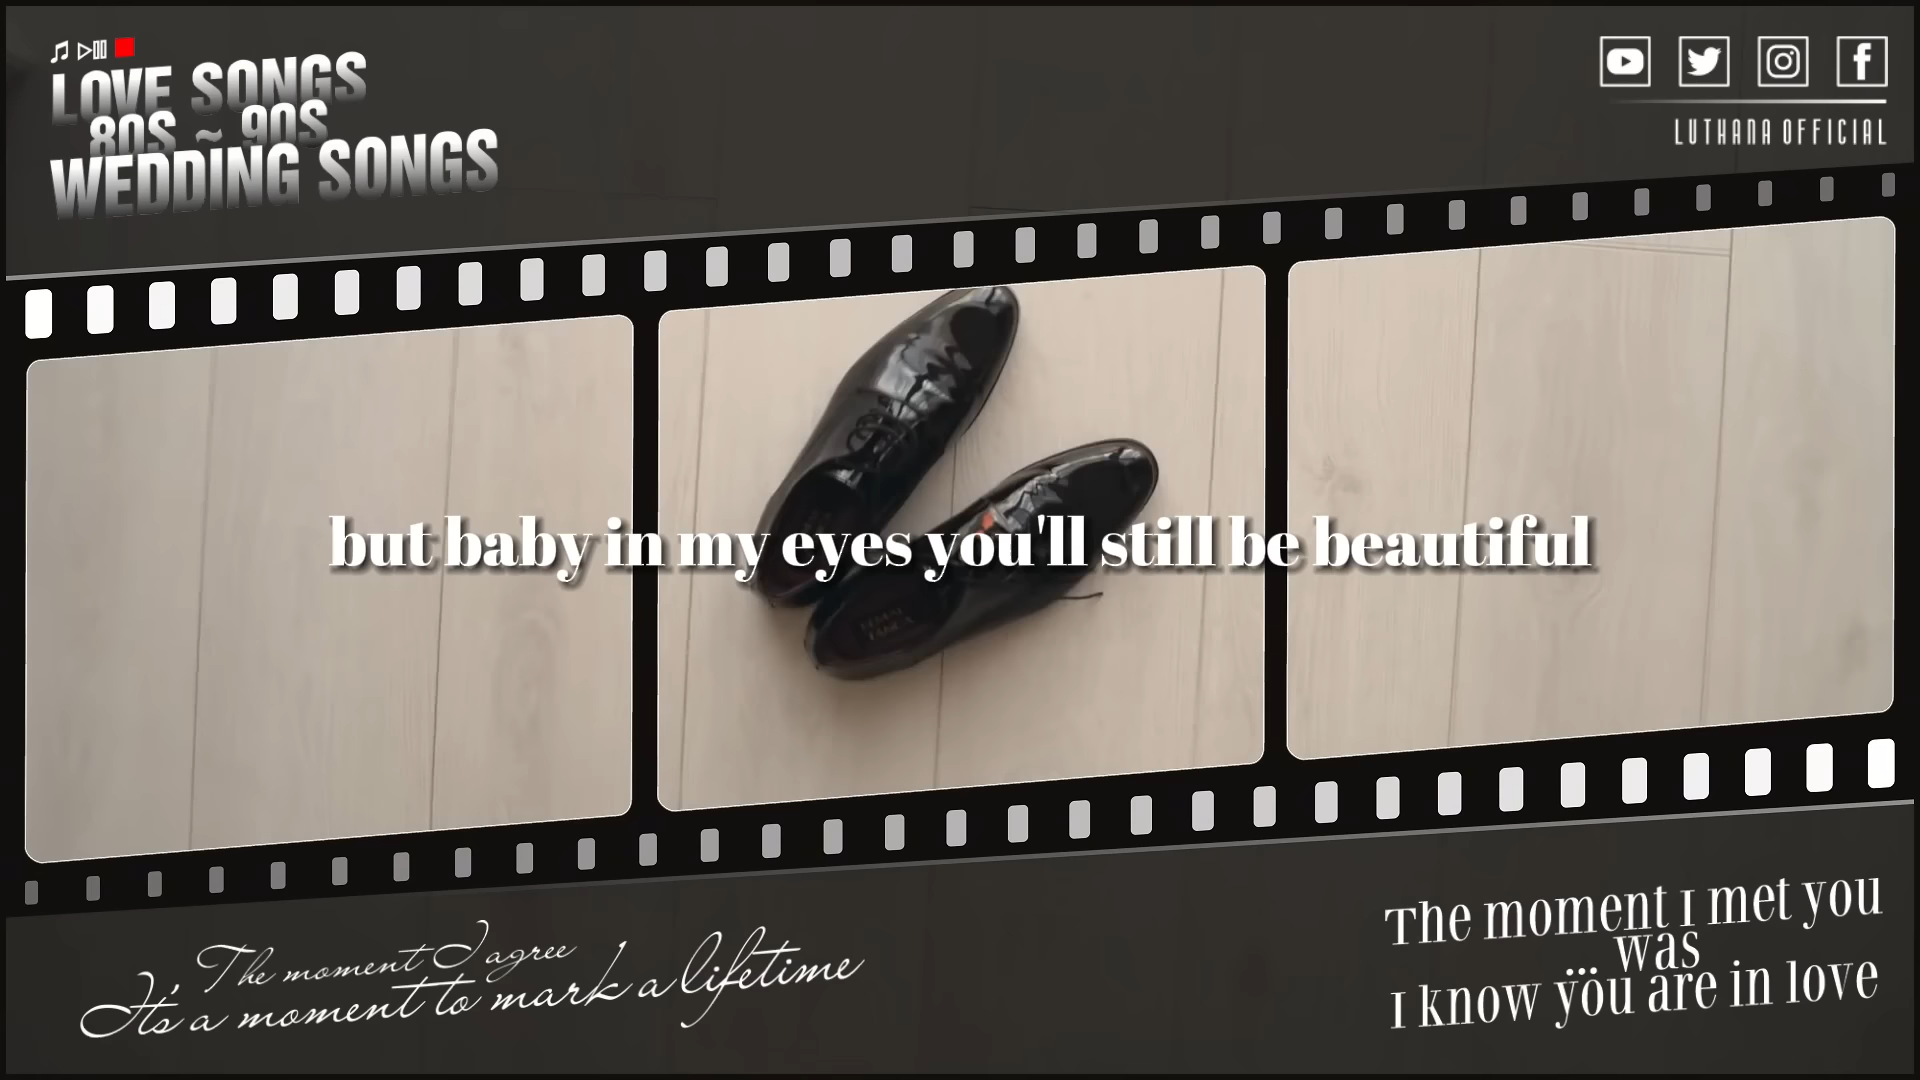 LOVE SONGS
80S ~ 90S
WEDDING SONGS
LUTHANA OFFICIAL
but baby in my eyes you'll still be beautiful
The moment I agree
It's a moment to mark a lifetime
The moment I met you
was
I know you are in love